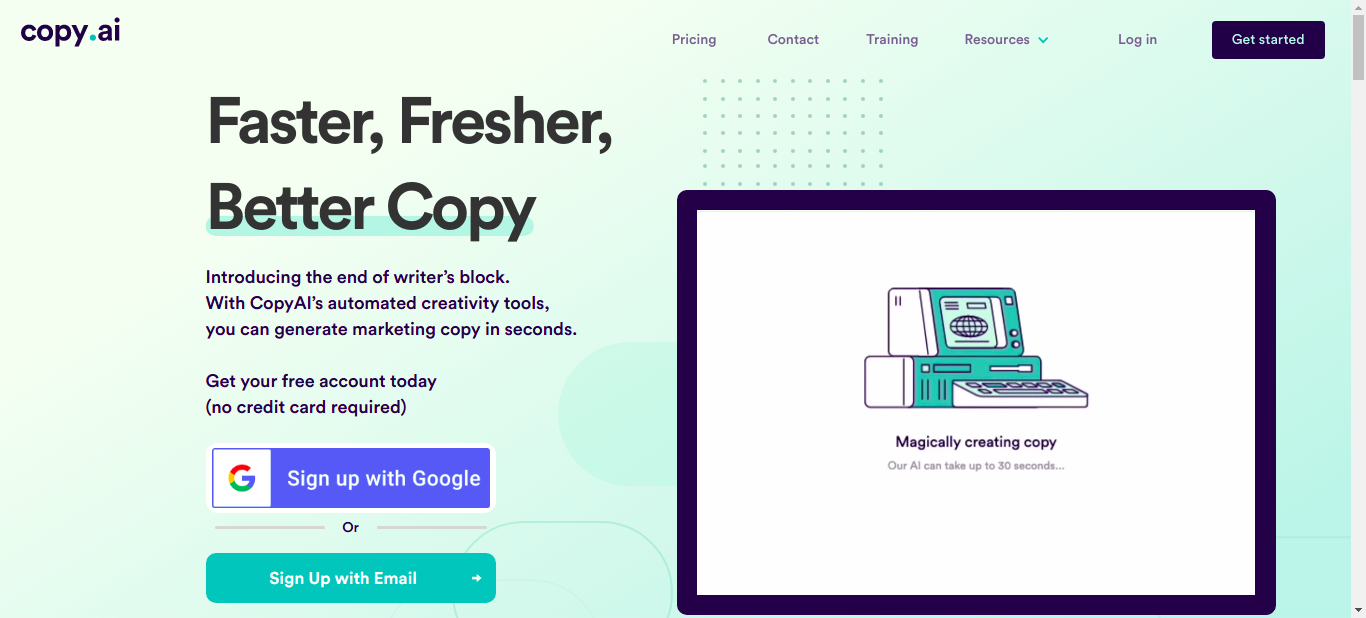 copy.ai
Pricing
Contact
Training
Resources
Log in
Get started
Faster, Fresher,
Better Copy
Introducing the end of writer’s block.
With CopyAI’s automated creativity tools,
you can generate marketing copy in seconds.
Get your free account today
(no credit card required)
Sign up with Google
Or
Sign Up with Email
Magically creating copy
Our AI can take up to 30 seconds...